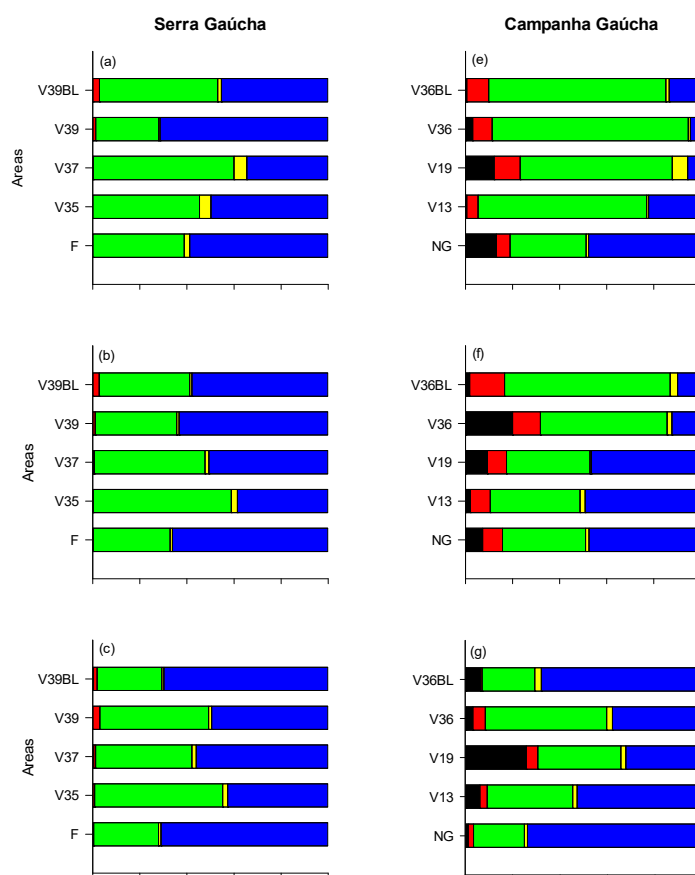 Serra Gaúcha
Campanha Gaúcha
(a)
V39BL
V39
V37
V35
F
Areas
(e)
V36BL
V36
V19
V13
NG
(b)
V39BL
V39
V37
V35
F
Areas
(f)
V36BL
V36
V19
V13
NG
(c)
V39BL
V39
V37
V35
F
Areas
(g)
V36BL
V36
V19
V13
NG